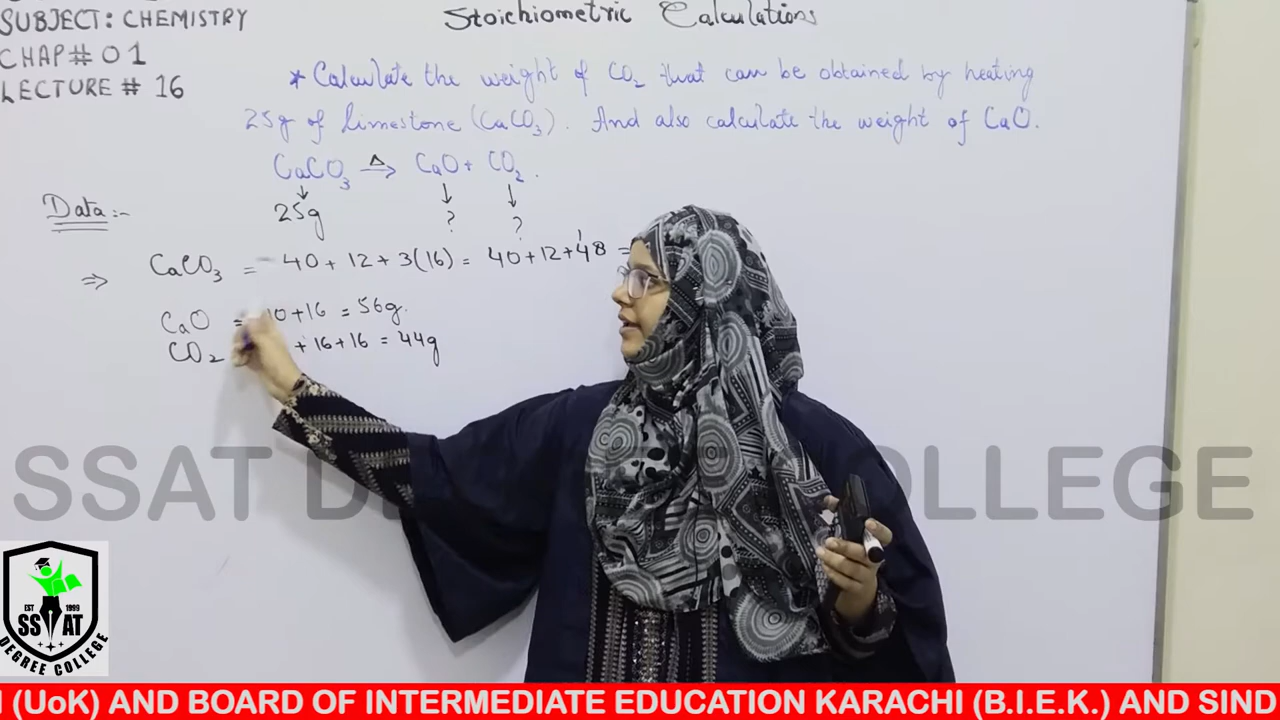 SUBJECT: CHEMISTRY
CHAP# 01
LECTURE # 16
Stoichiometric Calculations
* Calculate the weight of CO₂ that can be obtained by heating
25g of limestone (CaCO₃). And also calculate the weight of CaO.
CaCO₃ —Δ→ CaO + CO₂.
↓ ↓ ↓
25g ? ?
Data:-
⇒ CaCO₃ = 40 + 12 + 3(16) = 40 + 12 + 48 =
CaO = +16 = 56g.
CO₂ + 16 + 16 = 44g
SSAT DEGREE COLLEGE
EST 1999
SSAT
DEGREE COLLEGE
(UoK) AND BOARD OF INTERMEDIATE EDUCATION KARACHI (B.I.E.K.) AND SIND